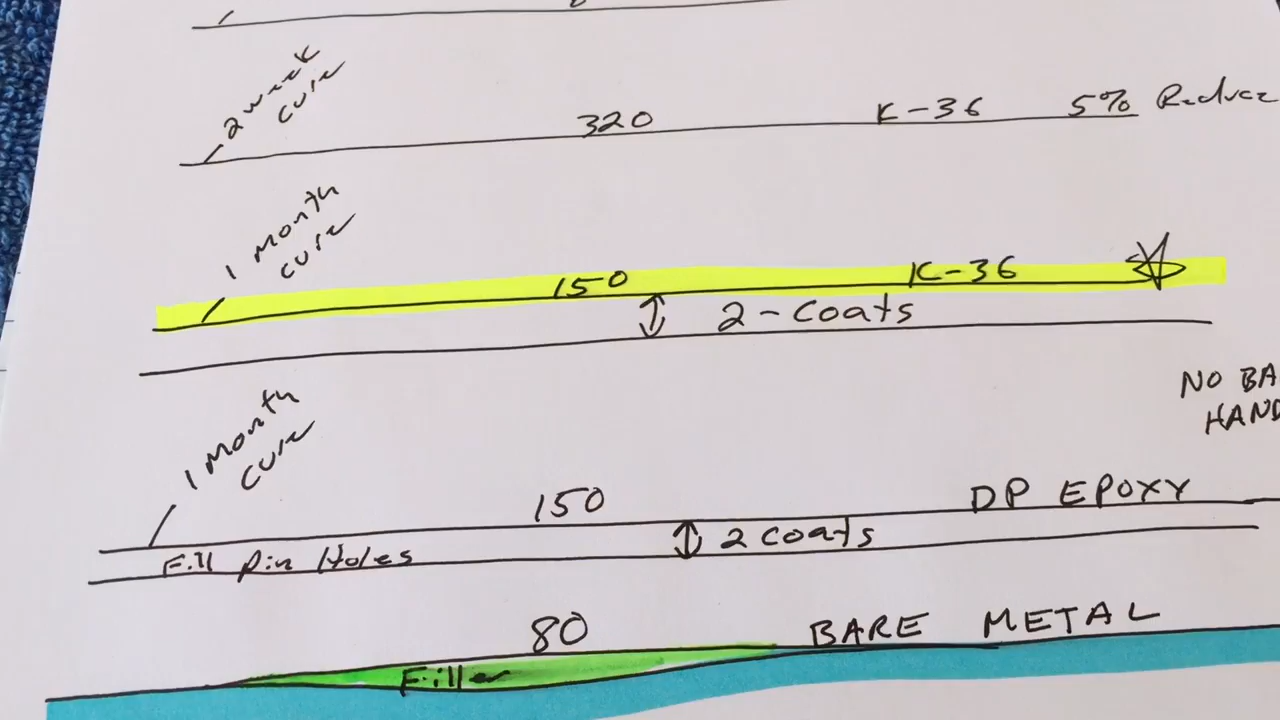 2 week
cure
320 K-36 5% Reduce
1 Month
cure
150 K-36
2-Coats
1 Month
cure
NO BA
HAND
150 DP EPOXY
Fill Pin Holes 2 Coats
80 BARE METAL
Filler